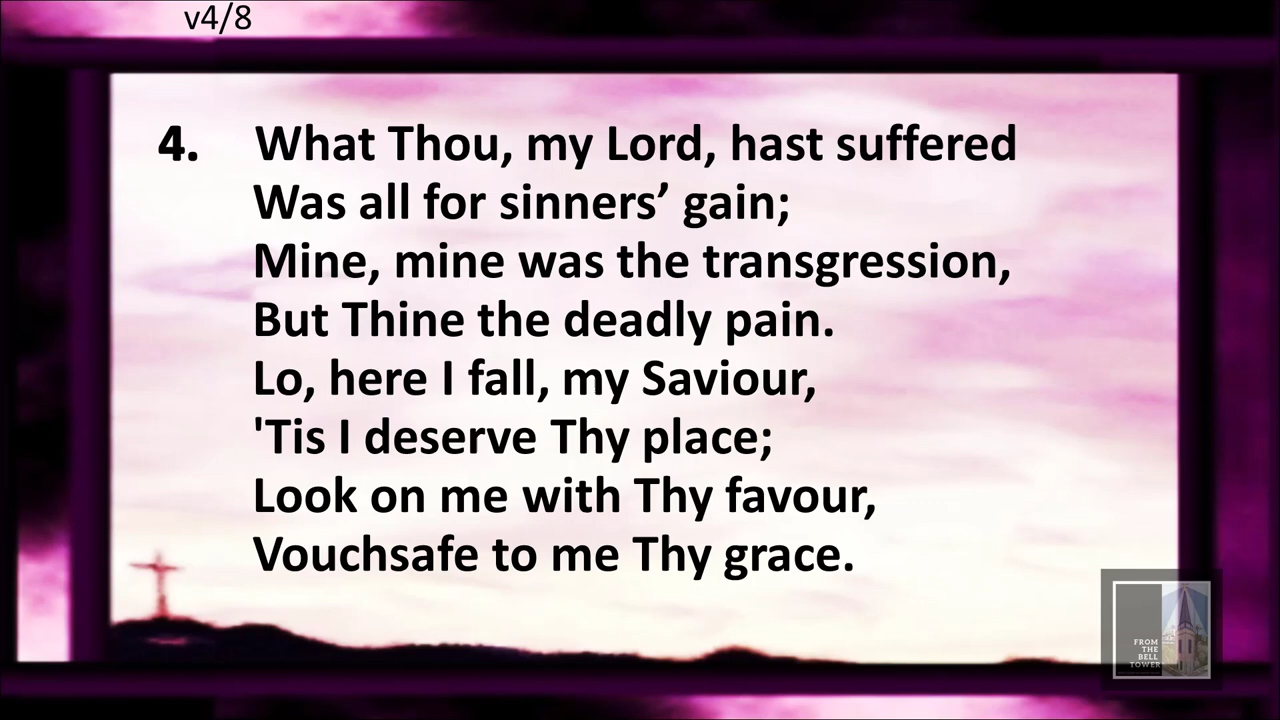 v4/8
4. What Thou, my Lord, hast suffered
Was all for sinners’ gain;
Mine, mine was the transgression,
But Thine the deadly pain.
Lo, here I fall, my Saviour,
'Tis I deserve Thy place;
Look on me with Thy favour,
Vouchsafe to me Thy grace.
FROM
THE
BELL
TOWER